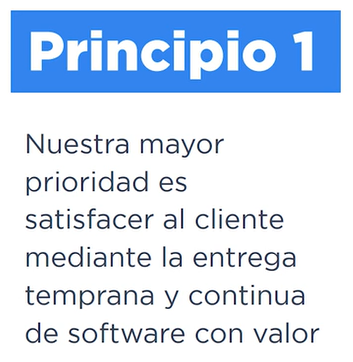 Principio 1
Nuestra mayor
prioridad es
satisfacer al cliente
mediante la entrega
temprana y continua
de software con valor